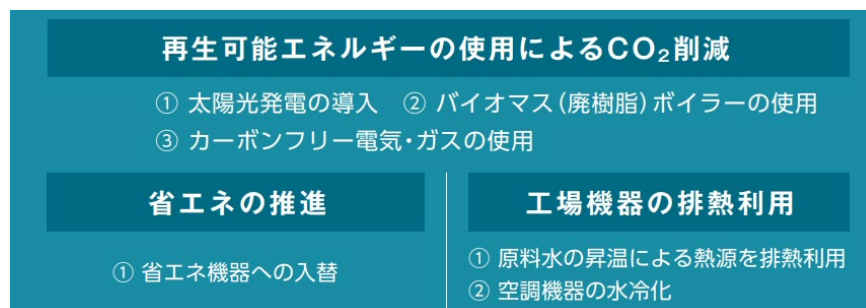 再生可能エネルギーの使用によるCO₂削減
① 太陽光発電の導入 ② バイオマス(廃樹脂)ボイラーの使用
③ カーボンフリー電気・ガスの使用
省エネの推進
① 省エネ機器への入替
工場機器の排熱利用
① 原料水の昇温による熱源を排熱利用
② 空調機器の水冷化